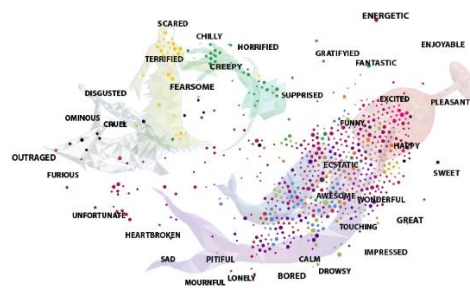 ENERGETIC
SCARED
CHILLY
HORRIFIED
ENJOYABLE
GRATIFYIED
TERRIFIED
CREEPY
FANTASTIC
FEARSOME
DISGUSTED
SUPPRISED
EXCITED
PLEASANT
OMINOUS
CRUEL
FUNNY
HAPPY
OUTRAGED
FURIOUS
ECSTATIC
SWEET
AWESOME
WONDERFUL
UNFORTUNATE
GREAT
TOUCHING
HEARTBROKEN
IMPRESSED
SAD
PITIFUL
CALM
DROWSY
LONELY
BORED
MOURNFUL